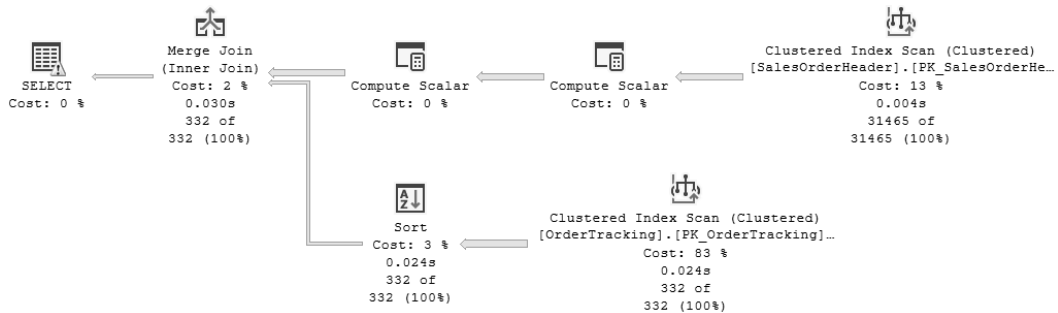 SELECT
Cost: 0 %
Merge Join
(Inner Join)
Cost: 2 %
0.030s
332 of
332 (100%)
Compute Scalar
Cost: 0 %
Compute Scalar
Cost: 0 %
Clustered Index Scan (Clustered)
[SalesOrderHeader].[PK_SalesOrderHe…
Cost: 13 %
0.004s
31465 of
31465 (100%)
A
Z
Sort
Cost: 3 %
0.024s
332 of
332 (100%)
Clustered Index Scan (Clustered)
[OrderTracking].[PK_OrderTracking]…
Cost: 83 %
0.024s
332 of
332 (100%)